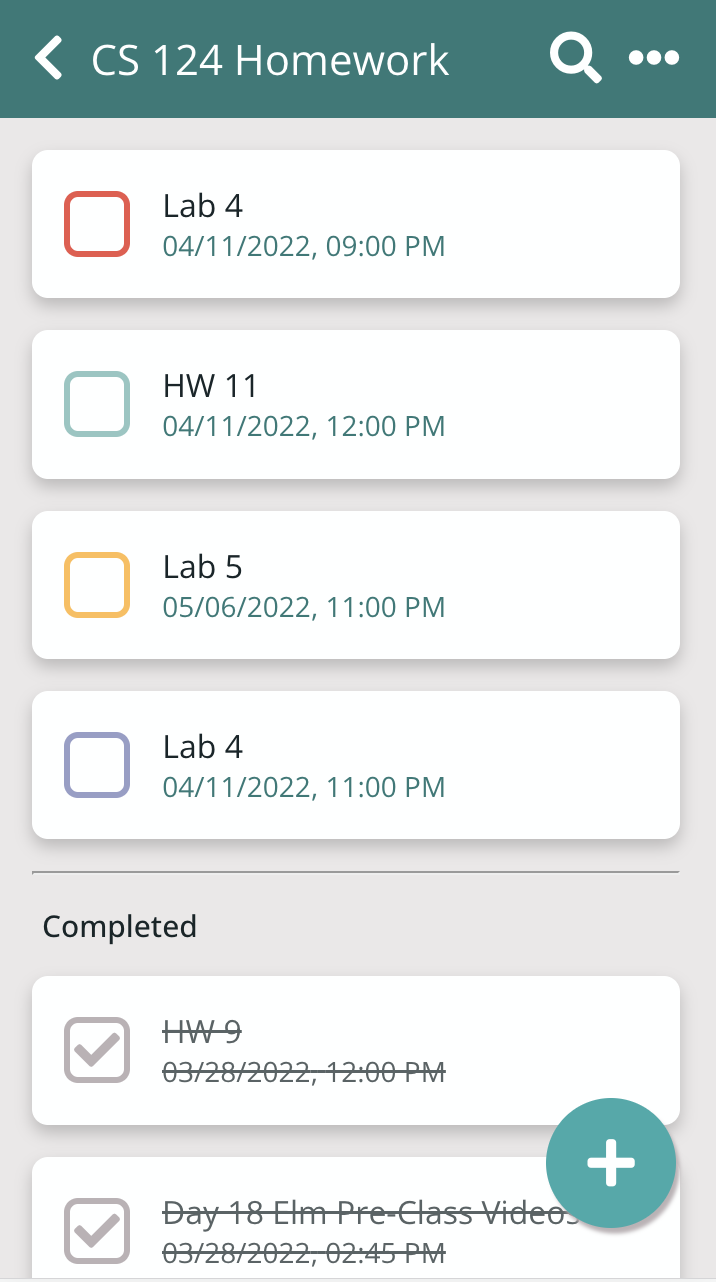 CS 124 Homework
Lab 4
04/11/2022, 09:00 PM
HW 11
04/11/2022, 12:00 PM
Lab 5
05/06/2022, 11:00 PM
Lab 4
04/11/2022, 11:00 PM
Completed
HW 9
03/28/2022, 12:00 PM
Day 18 Elm Pre-Class Videos
03/28/2022, 02:45 PM